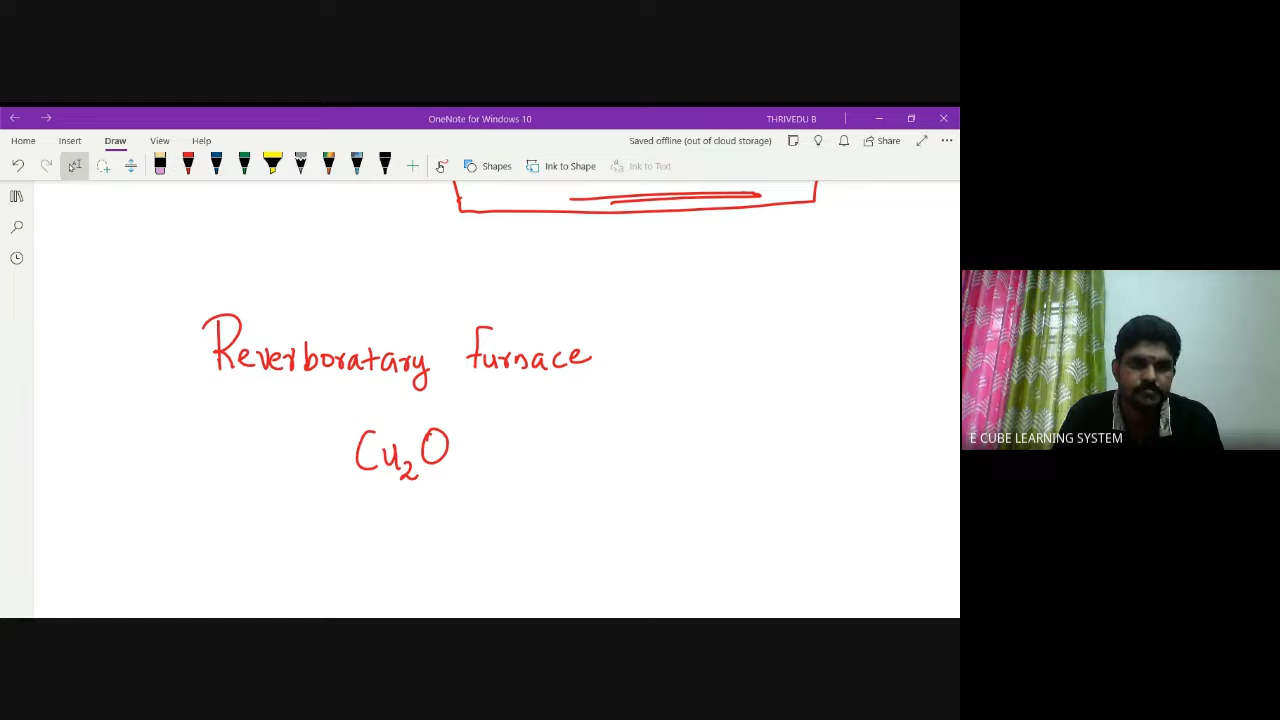 OneNote for Windows 10
THRIVEDU B
Home Insert Draw View Help
Saved offline (out of cloud storage)
Share
Shapes
Ink to Shape
Ink to Text
Reverboratary furnace
Cu₂O
E CUBE LEARNING SYSTEM